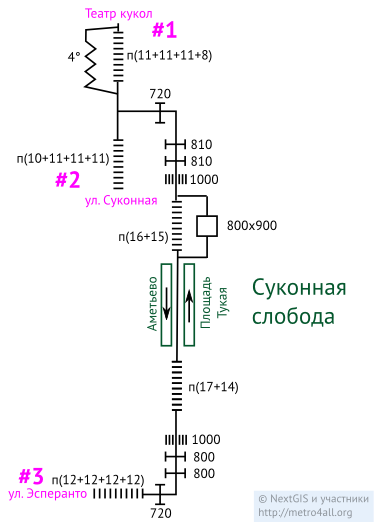 Театр кукол
#1
4°
п(11+11+11+8)
720
810
п(10+11+11+11)
810
#2
1000
ул. Суконная
800x900
п(16+15)
Аметьево
Площадь
Тукая
Суконная
слобода
п(17+14)
1000
800
#3
п(12+12+12+12)
800
ул. Эсперанто
720
© NextGIS и участники
http://metro4all.org